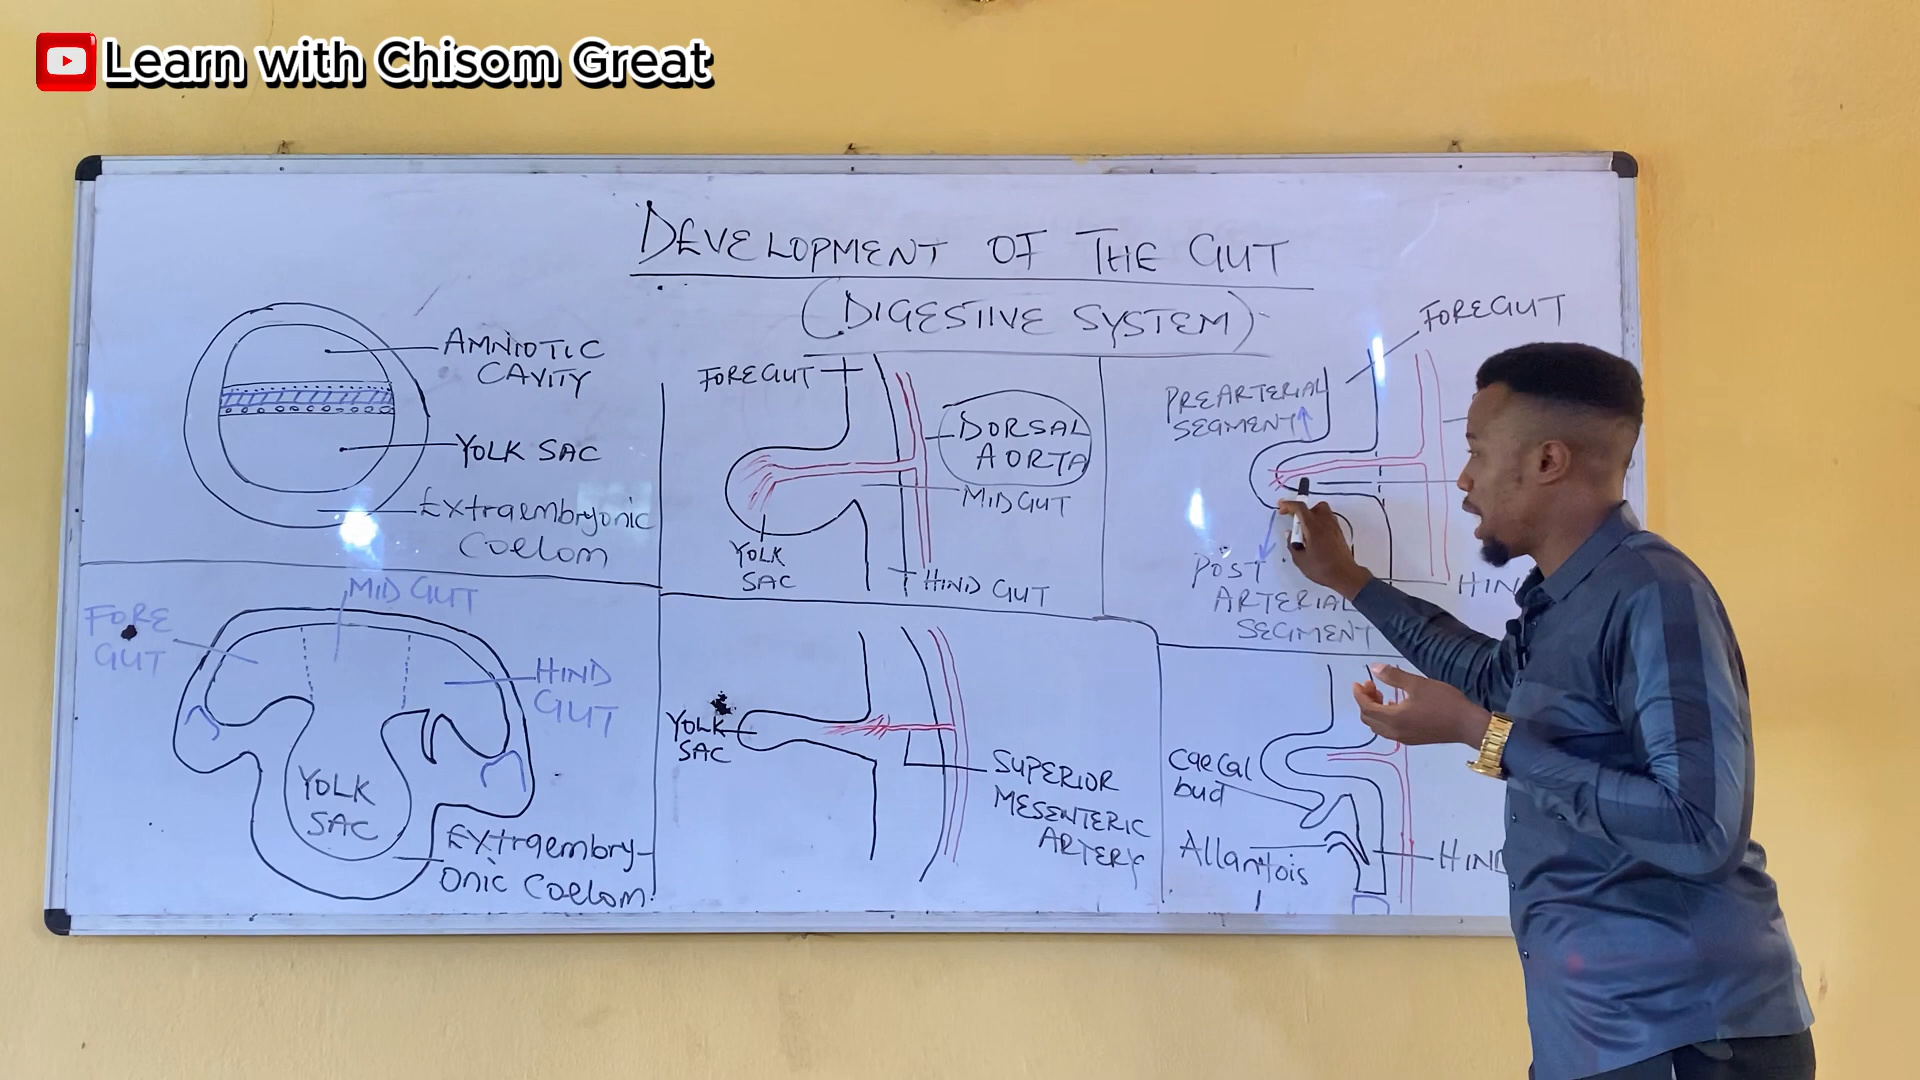 Learn with Chisom Great
DEVELOPMENT OF THE GUT
(DIGESTIVE SYSTEM)
AMNIOTIC
CAVITY
YOLK SAC
Extraembryonic
Coelom
FOREGUT
DORSAL
AORTA
MIDGUT
YOLK
SAC
HIND GUT
FOREGUT
PREARTERIAL
SEGMENT
POST
ARTERIAL
SEGMENT
FORE
GUT
MID GUT
HIND
GUT
YOLK
SAC
Extraembry-
onic Coelom
YOLK
SAC
SUPERIOR
MESENTERIC
ARTERY
Caecal
bud
Allantois